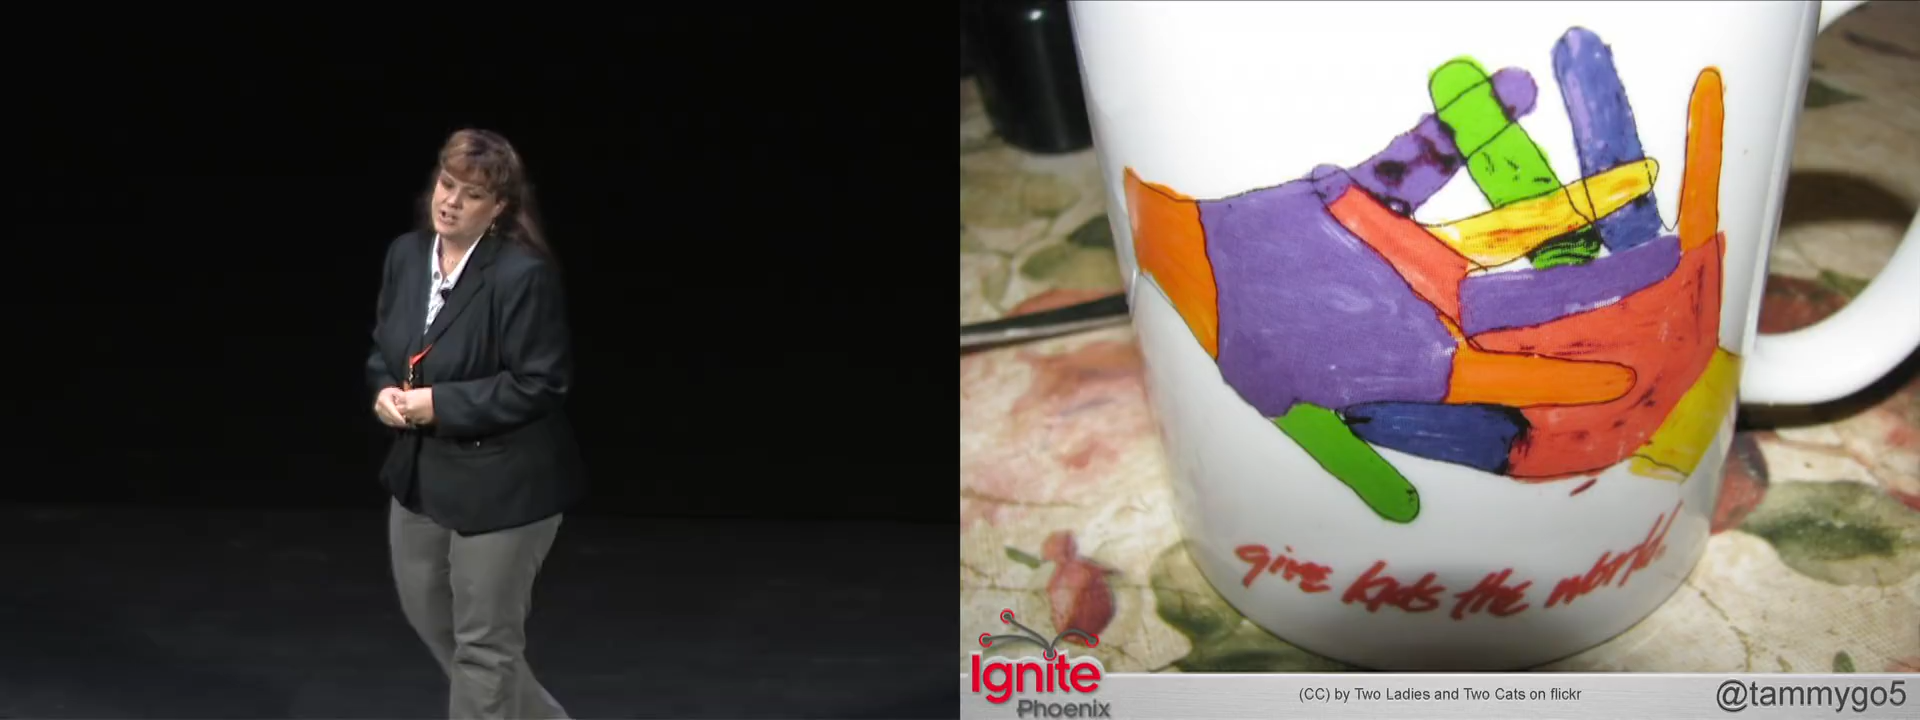 give kids the world.
Ignite
Phoenix
(CC) by Two Ladies and Two Cats on flickr
@tammygo5